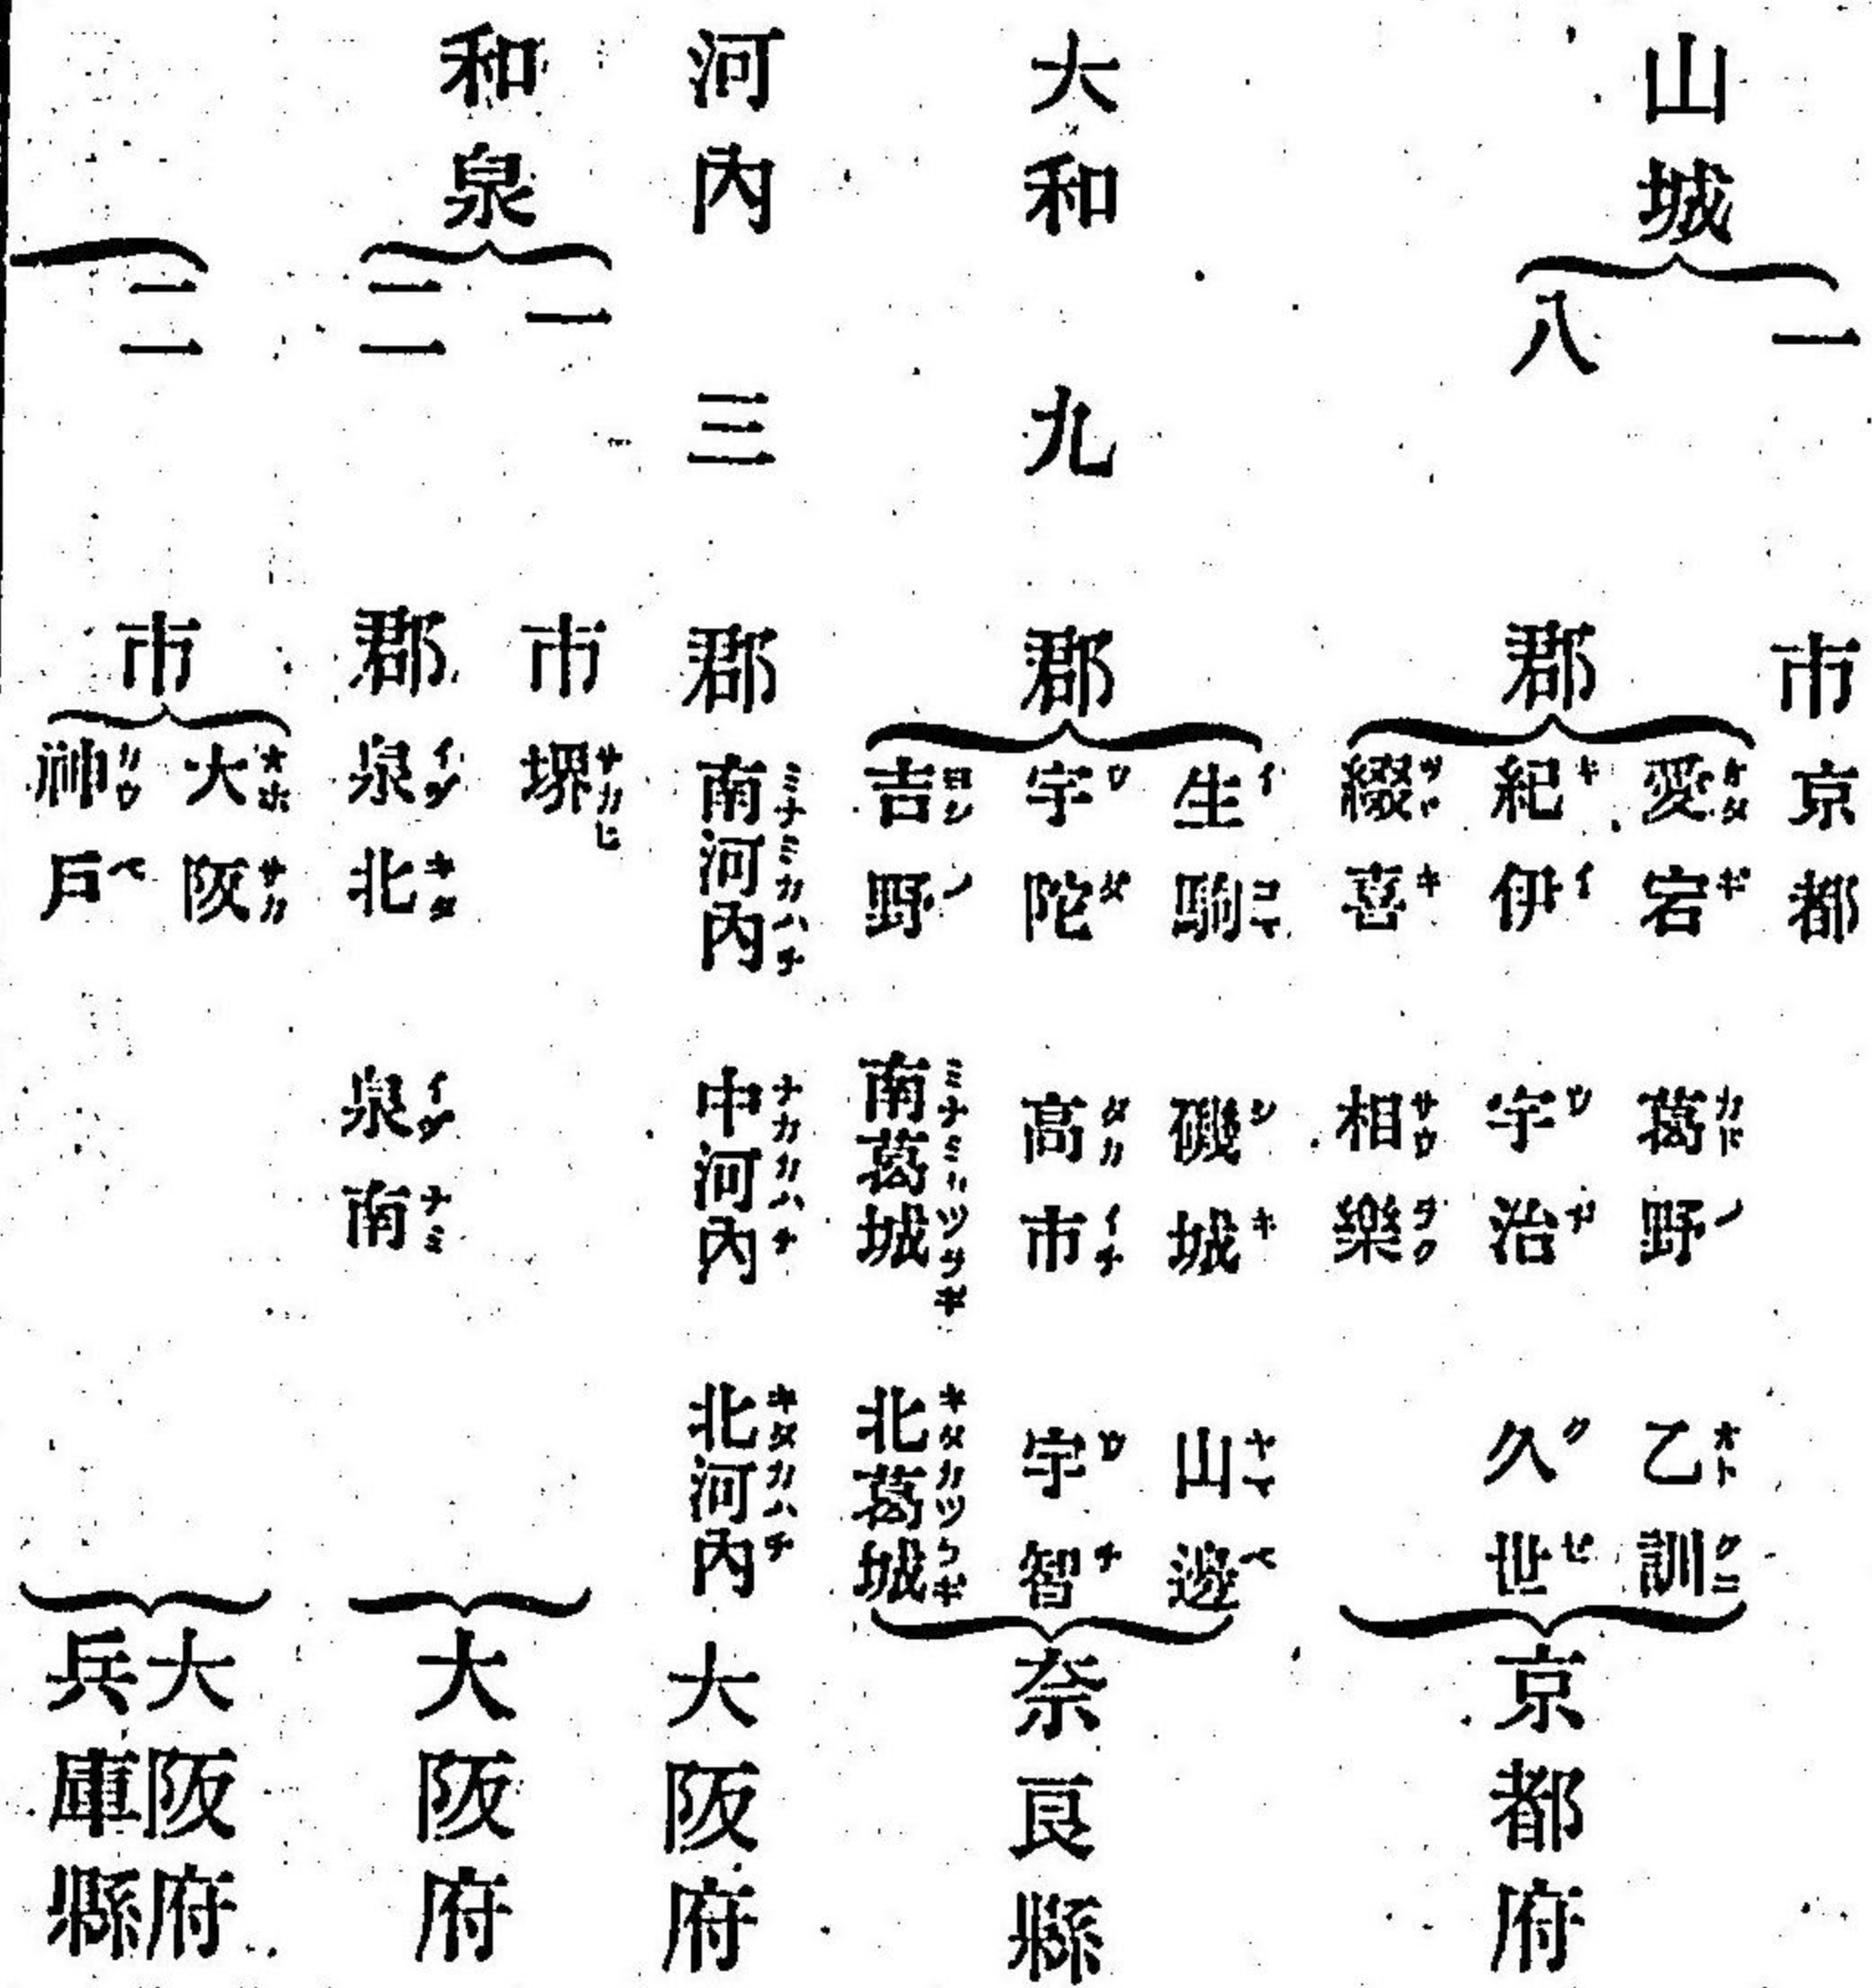 山城
一市 京都
八郡
愛宕 葛野 乙訓
紀伊 宇治 久世
綴喜 相樂
京都府
大和 九郡
生駒 磯城 山邊
宇陀 高市 宇智
吉野 南葛城 北葛城
奈良縣
河内 三郡 南河内 中河内 北河内 大阪府
和泉
一市 堺
二郡 泉北 泉南
大阪府
二市
大阪
神戸
大阪府
兵庫縣